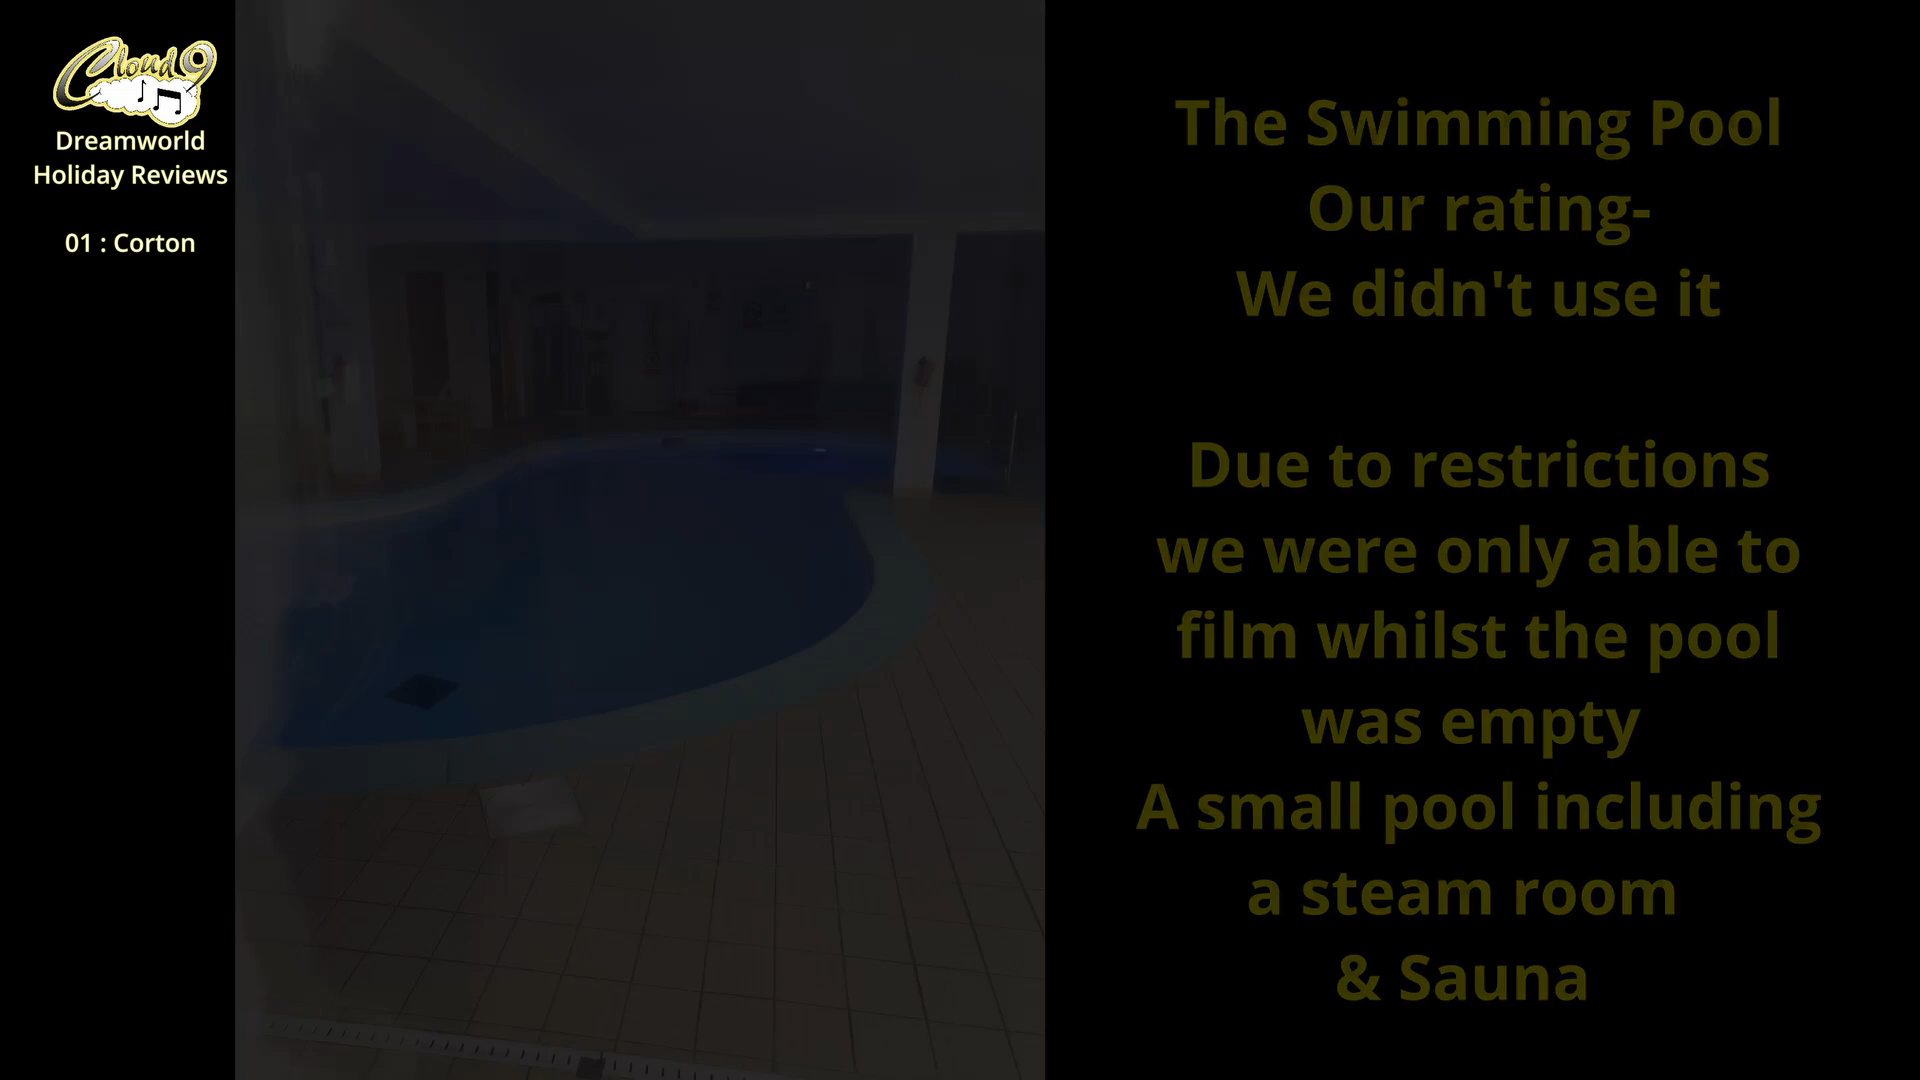 Cloud 9
Dreamworld
Holiday Reviews
01 : Corton
The Swimming Pool
Our rating-
We didn't use it
Due to restrictions
we were only able to
film whilst the pool
was empty
A small pool including
a steam room
& Sauna